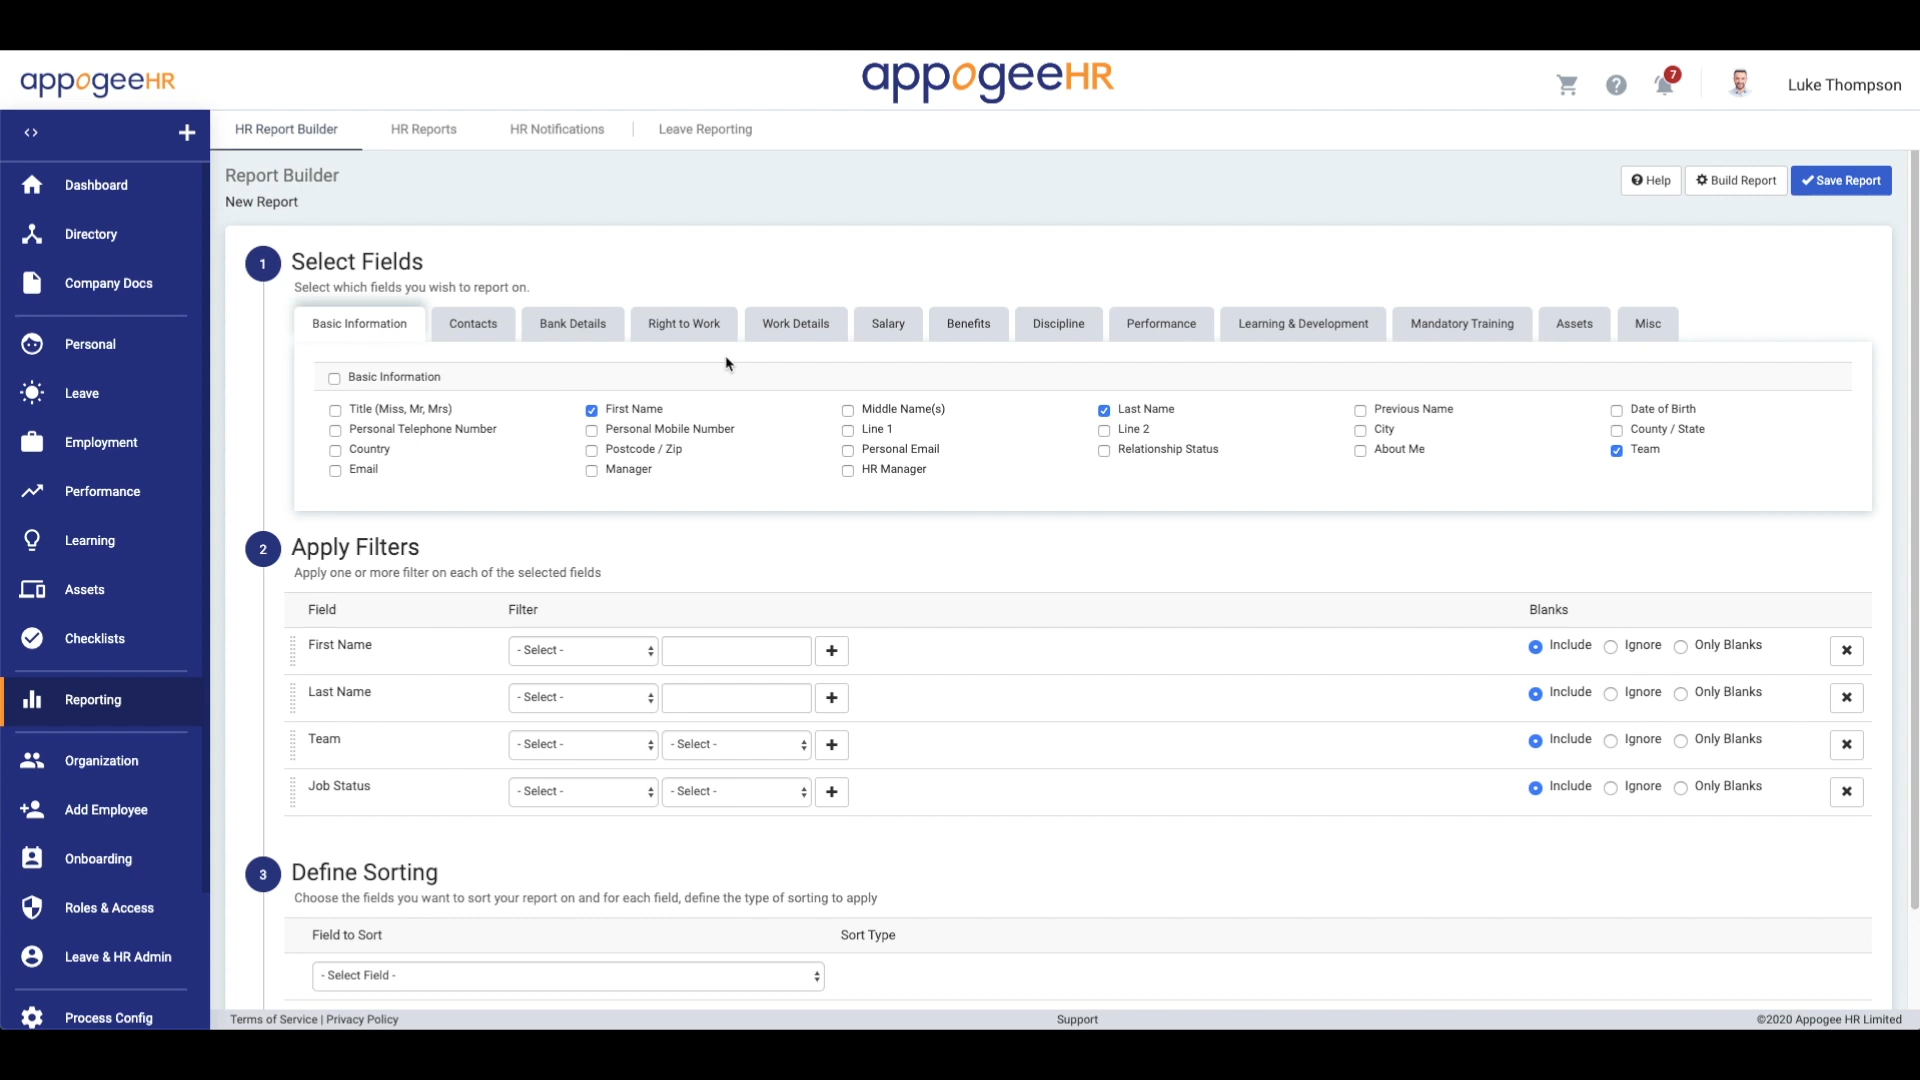 appogeeHR
appogeeHR
7
Luke Thompson
HR Report Builder
HR Reports
HR Notifications
Leave Reporting
Dashboard
Directory
Company Docs
Personal
Leave
Employment
Performance
Learning
Assets
Checklists
Reporting
Organization
Add Employee
Onboarding
Roles & Access
Leave & HR Admin
Process Config
Report Builder
New Report
Help
Build Report
Save Report
1
Select Fields
Select which fields you wish to report on.
Basic Information
Contacts
Bank Details
Right to Work
Work Details
Salary
Benefits
Discipline
Performance
Learning & Development
Mandatory Training
Assets
Misc
Basic Information
Title (Miss, Mr, Mrs)
First Name
Middle Name(s)
Last Name
Previous Name
Date of Birth
Personal Telephone Number
Personal Mobile Number
Line 1
Line 2
City
County / State
Country
Postcode / Zip
Personal Email
Relationship Status
About Me
Team
Email
Manager
HR Manager
2
Apply Filters
Apply one or more filter on each of the selected fields
Field
Filter
Blanks
First Name
- Select -
Include
Ignore
Only Blanks
Last Name
- Select -
Include
Ignore
Only Blanks
Team
- Select -
- Select -
Include
Ignore
Only Blanks
Job Status
- Select -
- Select -
Include
Ignore
Only Blanks
3
Define Sorting
Choose the fields you want to sort your report on and for each field, define the type of sorting to apply
Field to Sort
Sort Type
- Select Field -
Terms of Service | Privacy Policy
Support
©2020 Appogee HR Limited